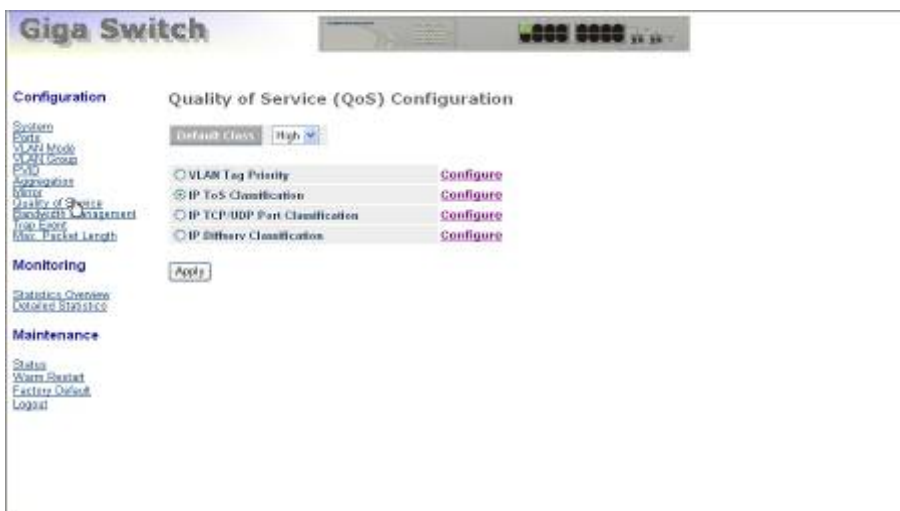 Giga Switch
Configuration
System
Ports
VLAN Mode
VLAN Group
PVID
Aggregation
Mirror
Quality of Service
Bandwidth Management
Trap Event
Max. Packet Length
Monitoring
Statistics Overview
Detailed Statistics
Maintenance
Status
Warm Restart
Factory Default
Logout
Quality of Service (QoS) Configuration
Default Class High
VLAN Tag Priority Configure
IP ToS Classification Configure
IP TCP/UDP Port Classification Configure
IP Diffserv Classification Configure
Apply